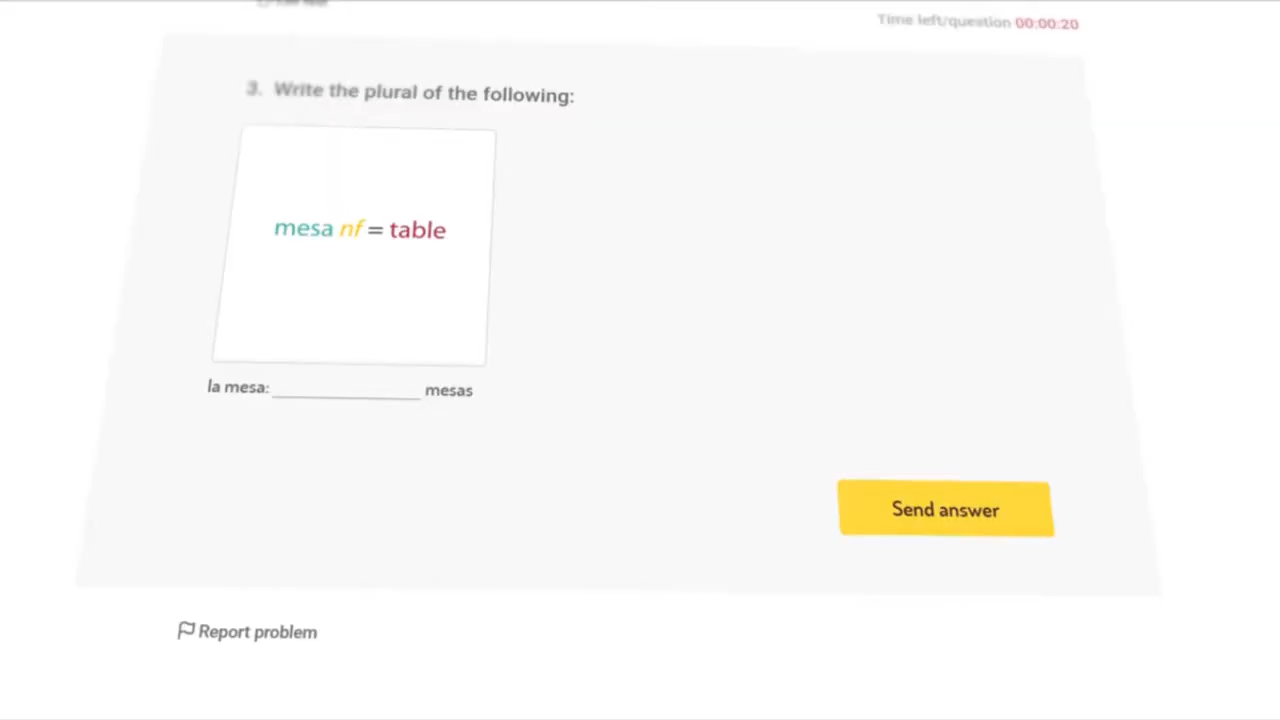 Time left/question 00:00:20
3. Write the plural of the following:
mesa nf = table
la mesa: ____________ mesas
Send answer
Report problem